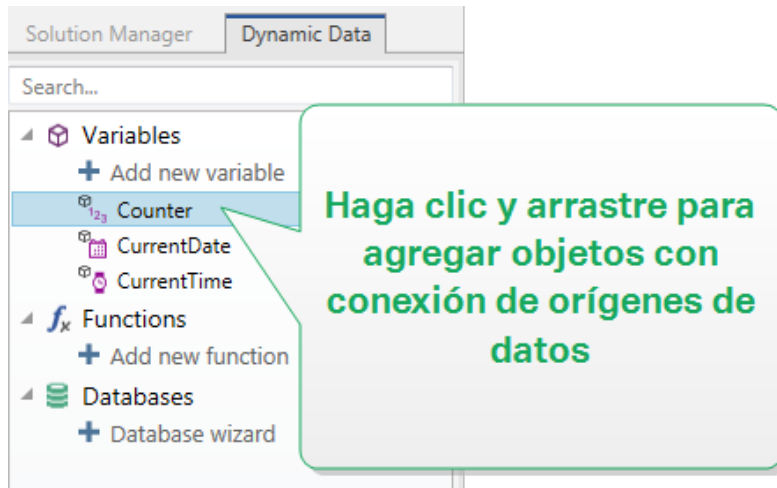 Solution Manager
Dynamic Data
Search...
Variables
Add new variable
Counter
CurrentDate
CurrentTime
Functions
Add new function
Databases
Database wizard
Haga clic y arrastre para
agregar objetos con
conexión de orígenes de
datos